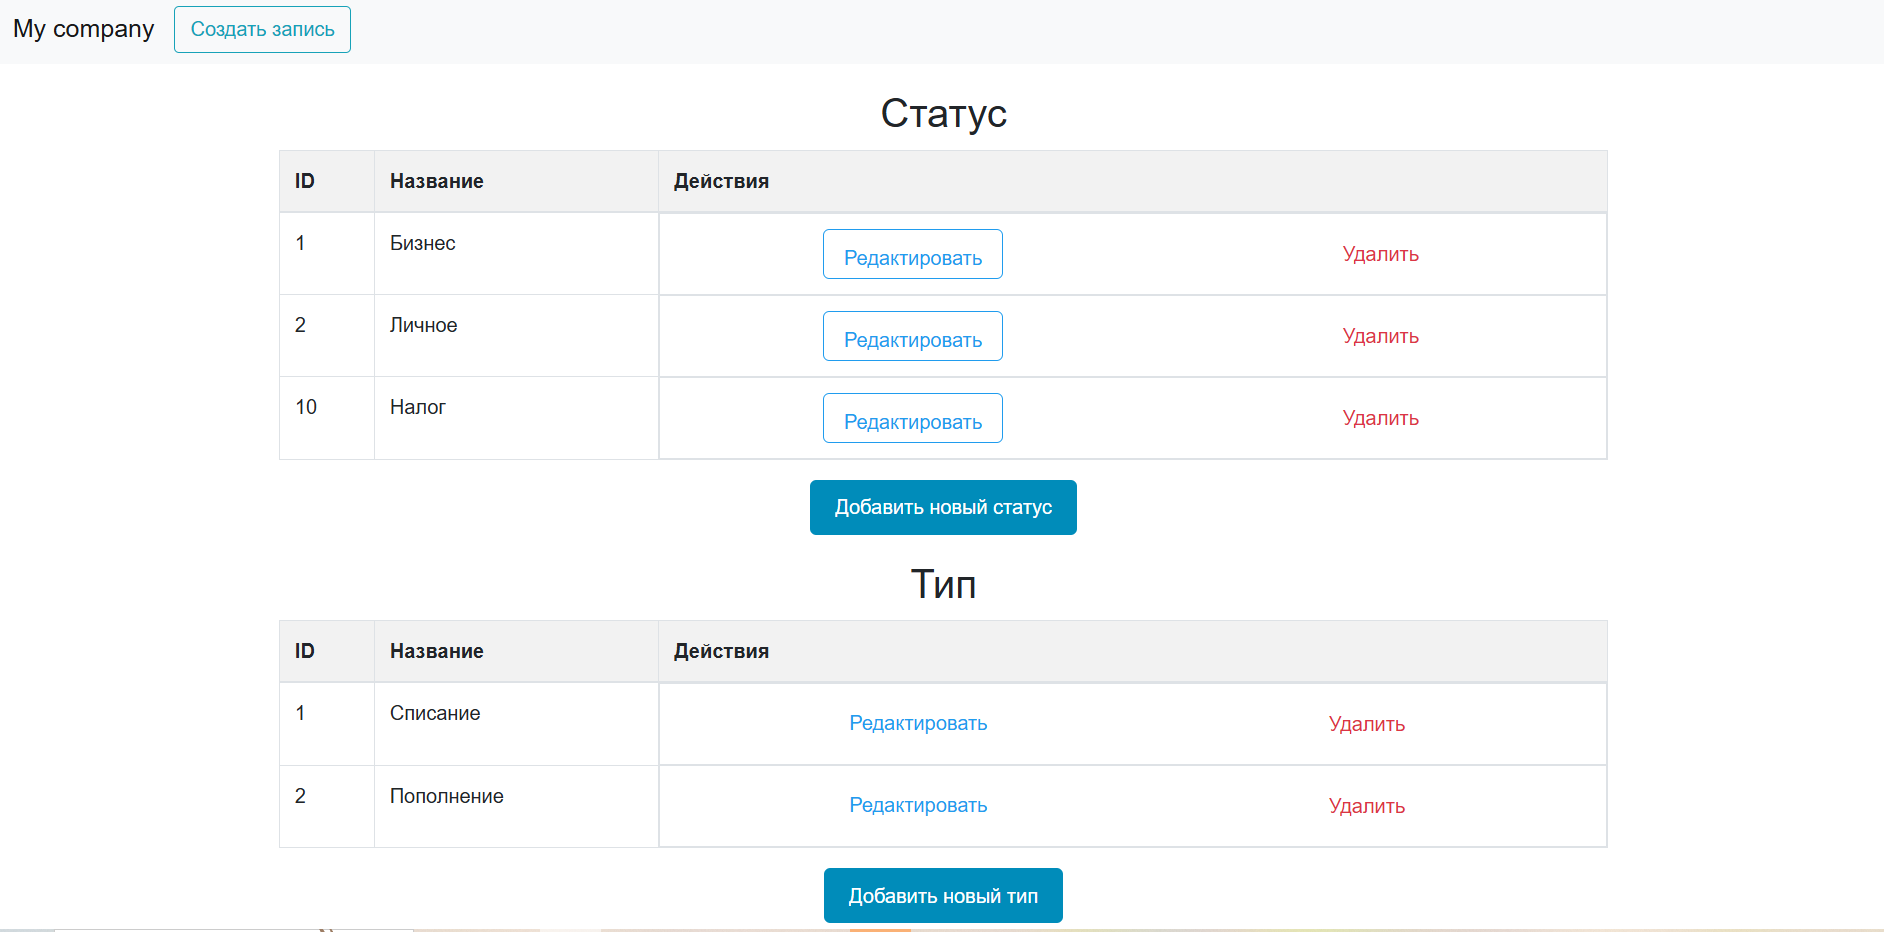 My company Создать запись
Статус
ID Название Действия
1 Бизнес Редактировать Удалить
2 Личное Редактировать Удалить
10 Налог Редактировать Удалить
Добавить новый статус
Тип
ID Название Действия
1 Списание Редактировать Удалить
2 Пополнение Редактировать Удалить
Добавить новый тип